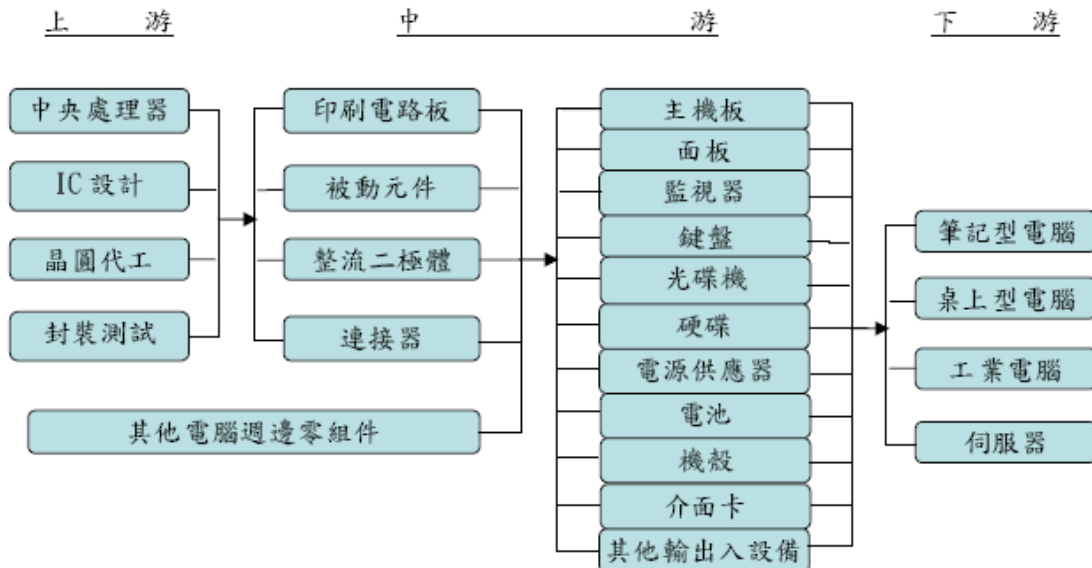 上 游
中 游
下 游
中央處理器
IC 設計
晶圓代工
封裝測試
印刷電路板
被動元件
整流二極體
連接器
其他電腦週邊零組件
主機板
面板
監視器
鍵盤
光碟機
硬碟
電源供應器
電池
機殼
介面卡
其他輸出入設備
筆記型電腦
桌上型電腦
工業電腦
伺服器